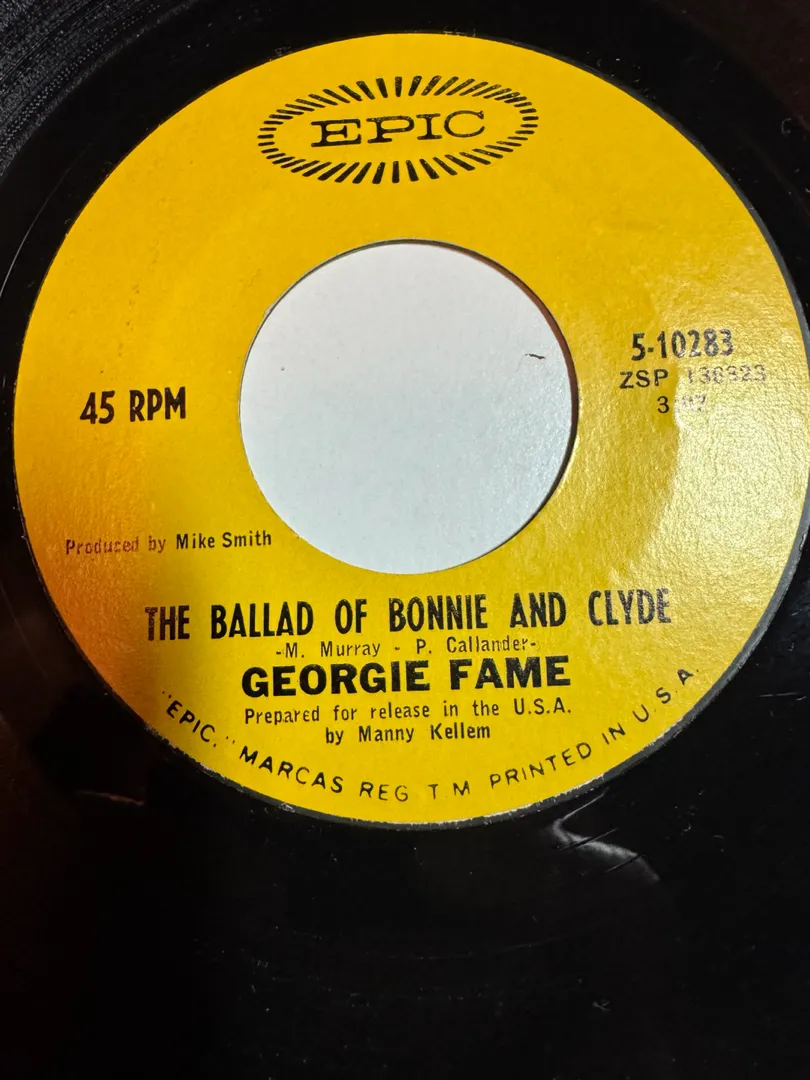 EPIC
45 RPM
5-10283
ZSP
Produced by Mike Smith
THE BALLAD OF BONNIE AND CLYDE
-M. Murray - P. Callander-
GEORGIE FAME
Prepared for release in the U.S.A.
by Manny Kellem
"EPIC," MARCAS REG T M PRINTED IN U.S.A.